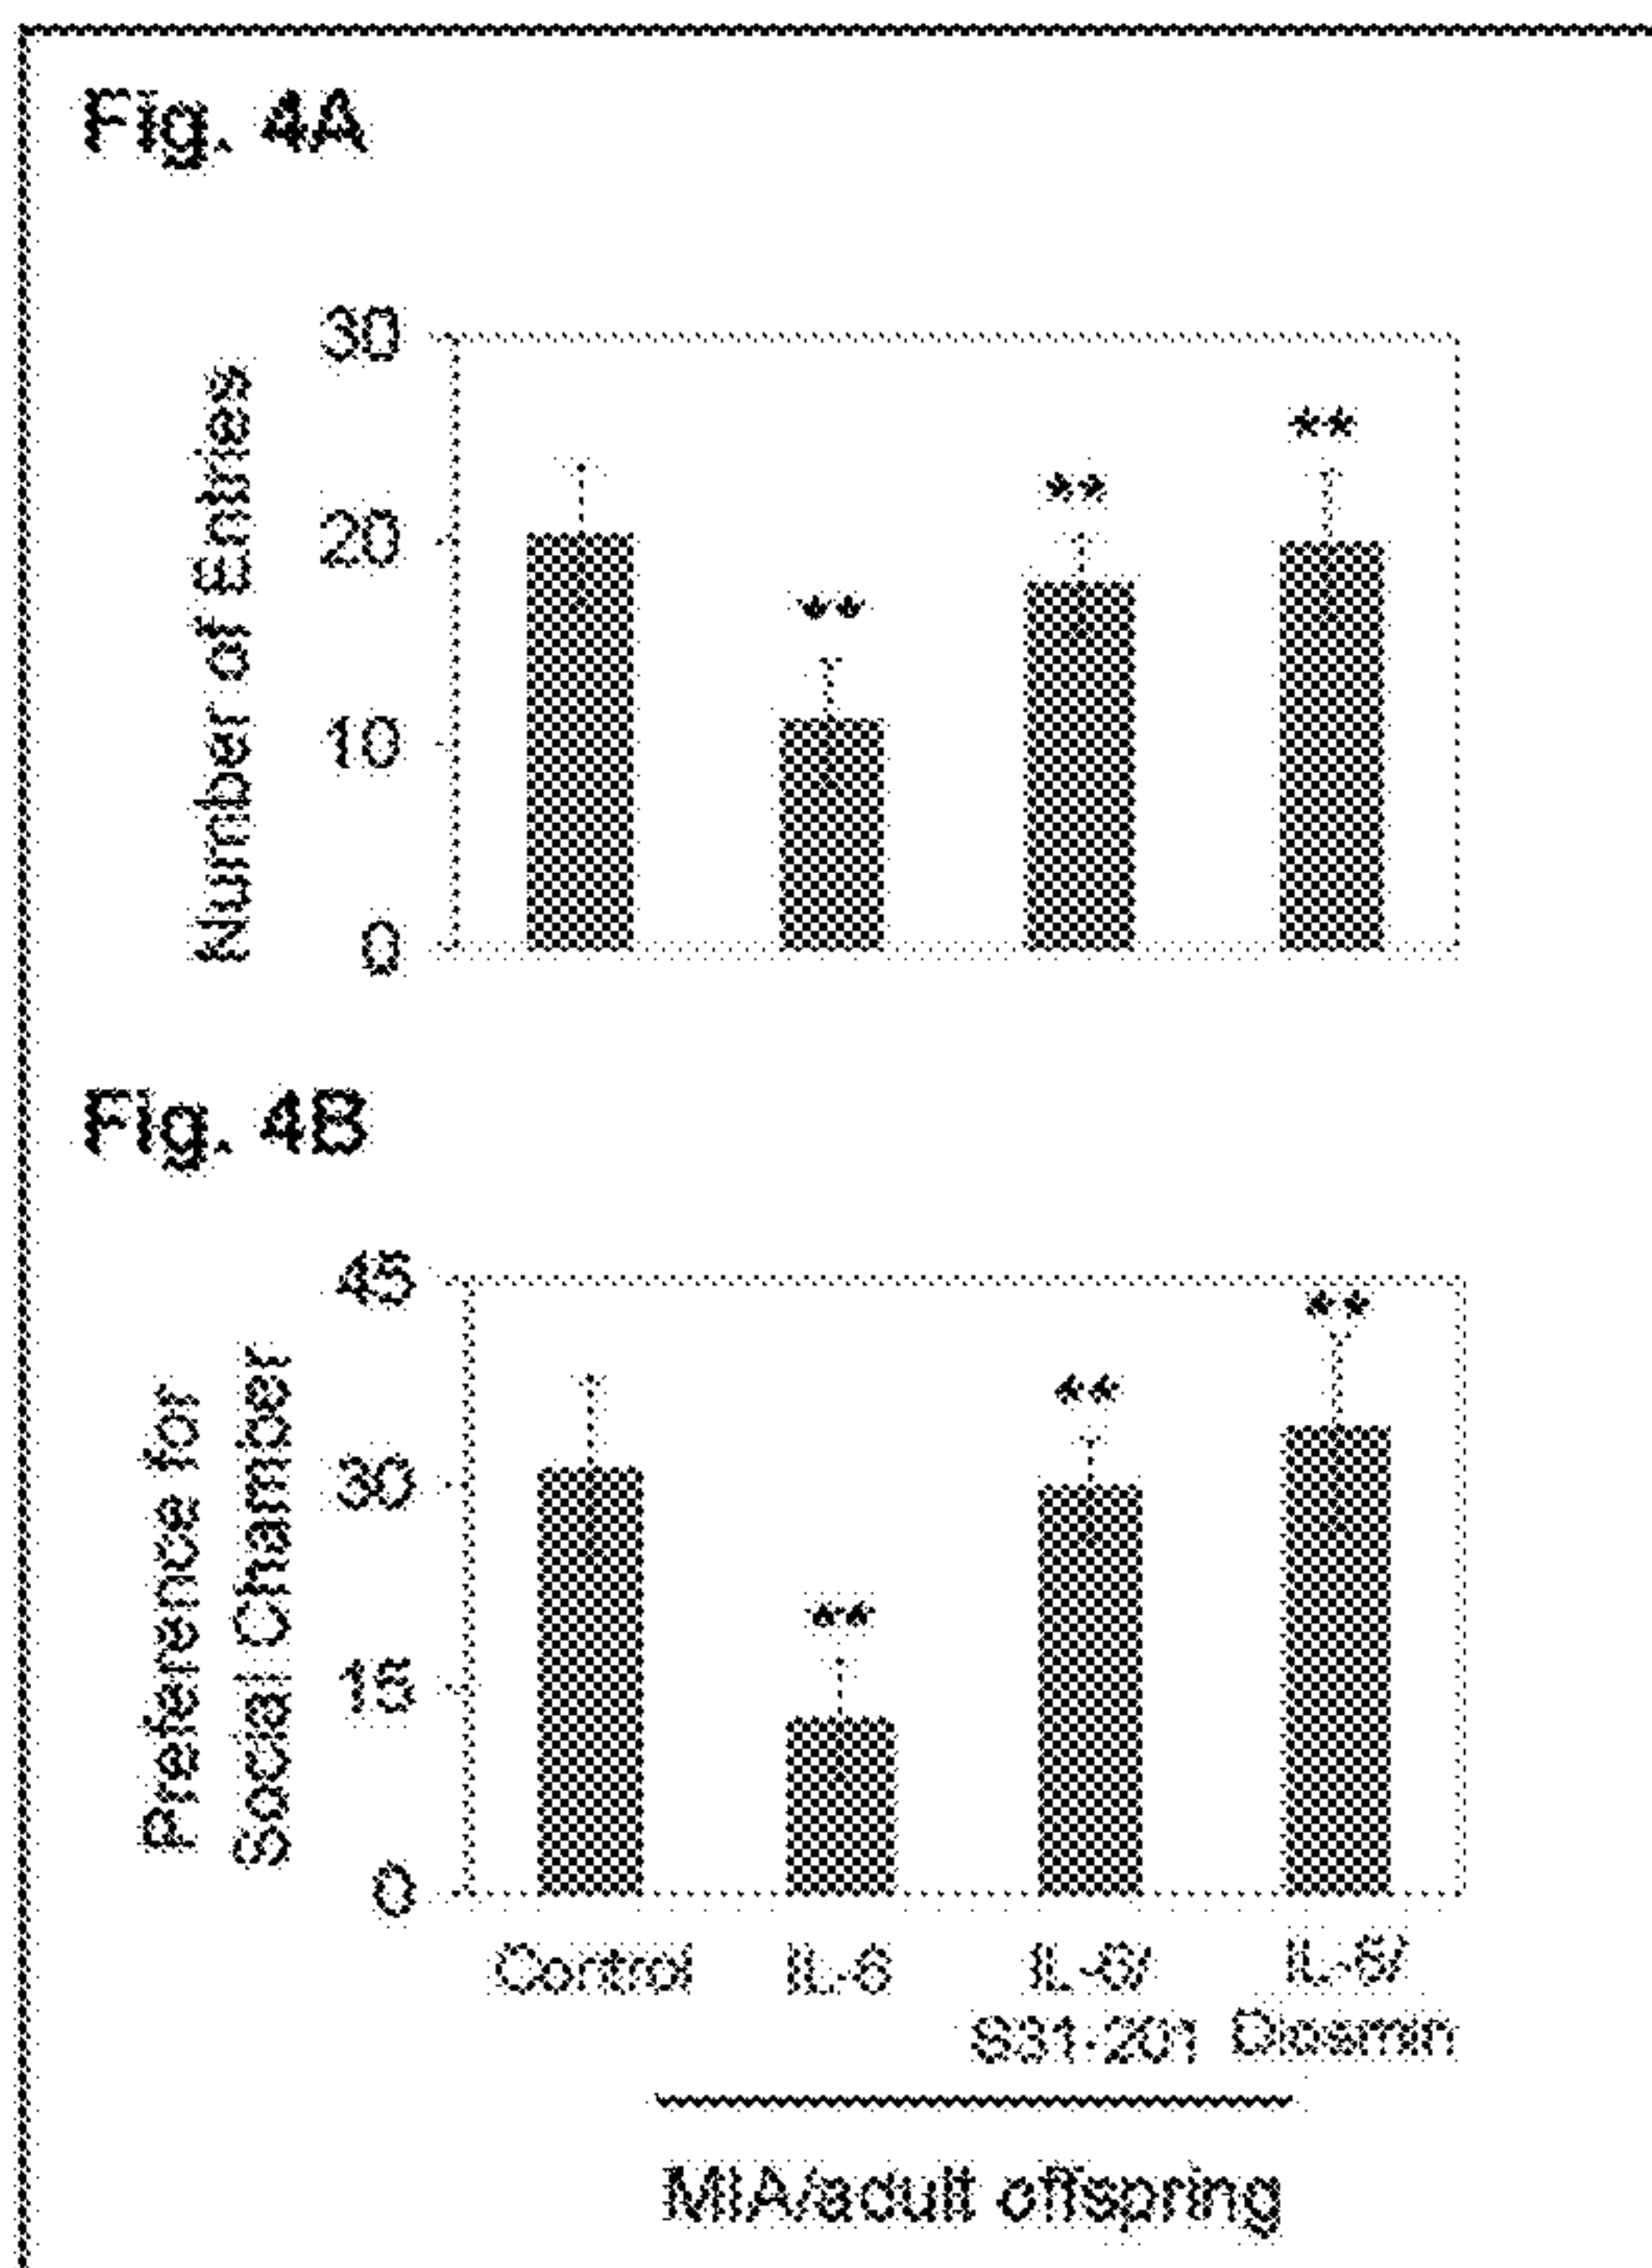 Fig. 4A
Number of Entries
30
20
10
0
**
**
**
Fig. 4B
Preference for
Social Chamber
45
30
15
0
**
**
**
Control IL-6 IL-6/ IL-6/
S31-201 Diosmin
MIA/adult offspring